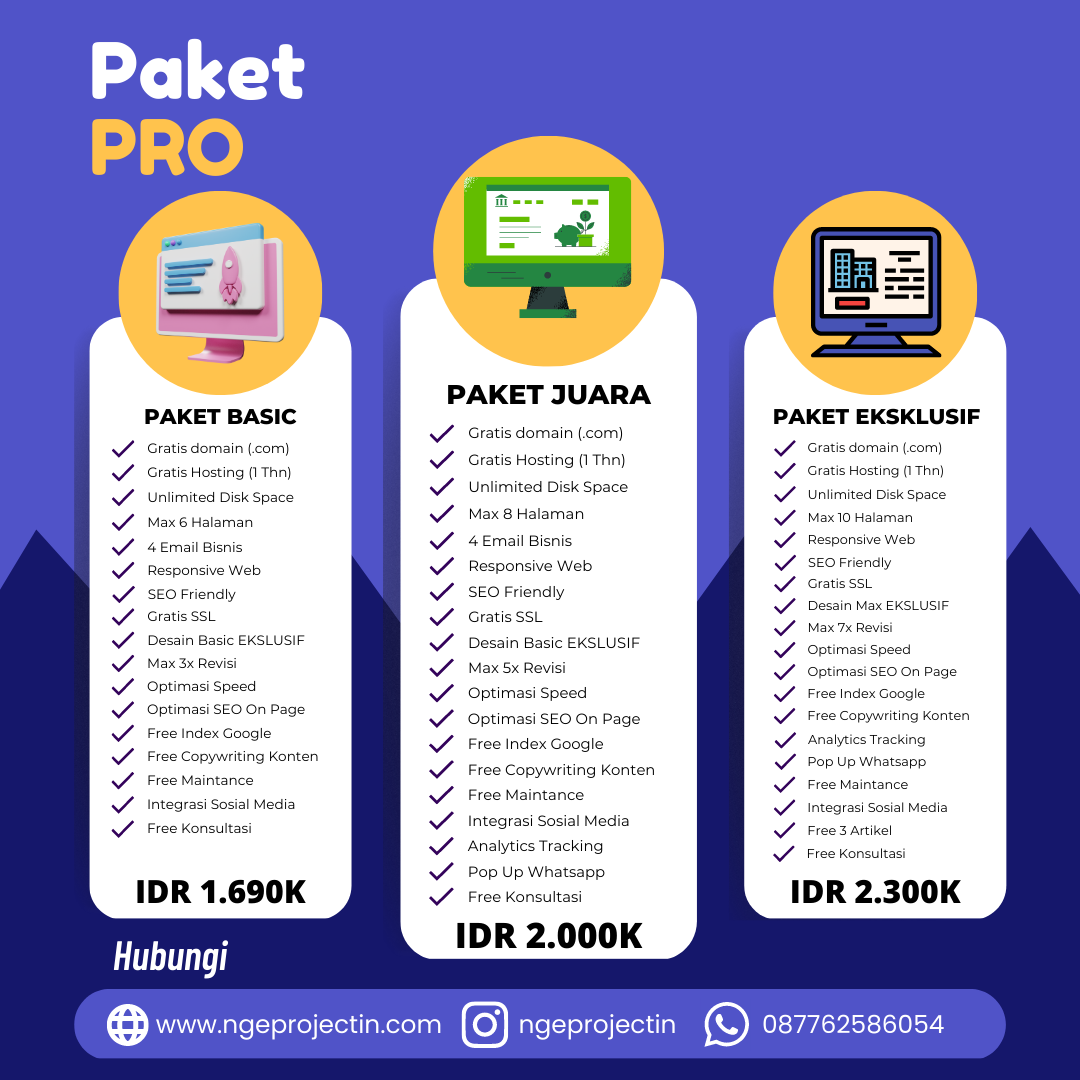 Paket
PRO
PAKET BASIC
Gratis domain (.com)
Gratis Hosting (1 Thn)
Unlimited Disk Space
Max 6 Halaman
4 Email Bisnis
Responsive Web
SEO Friendly
Gratis SSL
Desain Basic EKSLUSIF
Max 3x Revisi
Optimasi Speed
Optimasi SEO On Page
Free Index Google
Free Copywriting Konten
Free Maintance
Integrasi Sosial Media
Free Konsultasi
IDR 1.690K
PAKET JUARA
Gratis domain (.com)
Gratis Hosting (1 Thn)
Unlimited Disk Space
Max 8 Halaman
4 Email Bisnis
Responsive Web
SEO Friendly
Gratis SSL
Desain Basic EKSLUSIF
Max 5x Revisi
Optimasi Speed
Optimasi SEO On Page
Free Index Google
Free Copywriting Konten
Free Maintance
Integrasi Sosial Media
Analytics Tracking
Pop Up Whatsapp
Free Konsultasi
IDR 2.000K
PAKET EKSKLUSIF
Gratis domain (.com)
Gratis Hosting (1 Thn)
Unlimited Disk Space
Max 10 Halaman
Responsive Web
SEO Friendly
Gratis SSL
Desain Max EKSLUSIF
Max 7x Revisi
Optimasi Speed
Optimasi SEO On Page
Free Index Google
Free Copywriting Konten
Analytics Tracking
Pop Up Whatsapp
Free Maintance
Integrasi Sosial Media
Free 3 Artikel
Free Konsultasi
IDR 2.300K
Hubungi
www.ngeprojectin.com ngeprojectin 087762586054